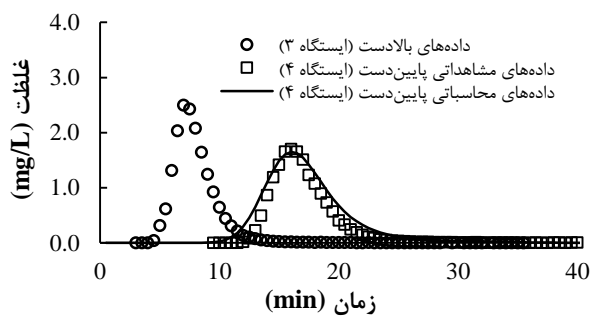 4.0
3.0
2.0
1.0
0.0
غلظت (mg/L)
داده‌های بالادست (ایستگاه ۳)
داده‌های مشاهداتی پایین‌دست (ایستگاه ۴)
داده‌های محاسباتی پایین‌دست (ایستگاه ۴)
0 10 20 30 40
زمان (min)